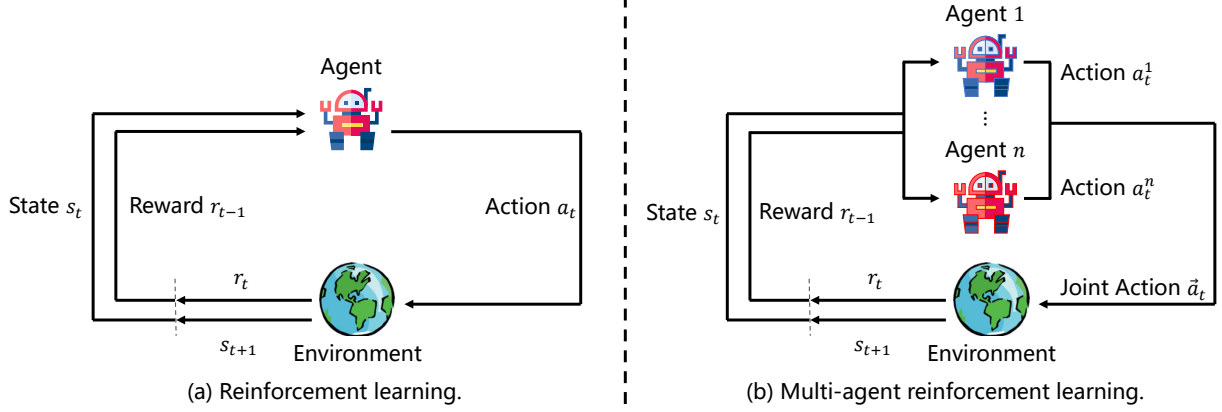 Agent
State s_t
Reward r_{t−1}
Action a_t
r_t
s_{t+1}
Environment
(a) Reinforcement learning.
Agent 1
Action a_t^1
⋮
Agent n
Action a_t^n
State s_t
Reward r_{t−1}
r_t
Joint Action \vec{a}_t
s_{t+1}
Environment
(b) Multi-agent reinforcement learning.